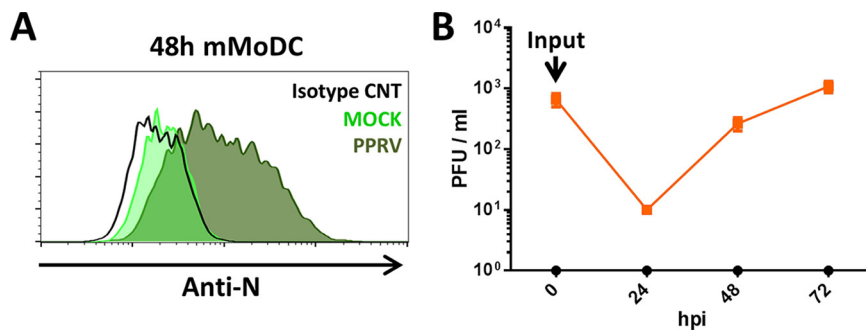 A
48h mMoDC
Isotype CNT
MOCK
PPRV
Anti-N
B
Input
PFU / ml
10⁴
10³
10²
10¹
10⁰
0
24
48
72
hpi